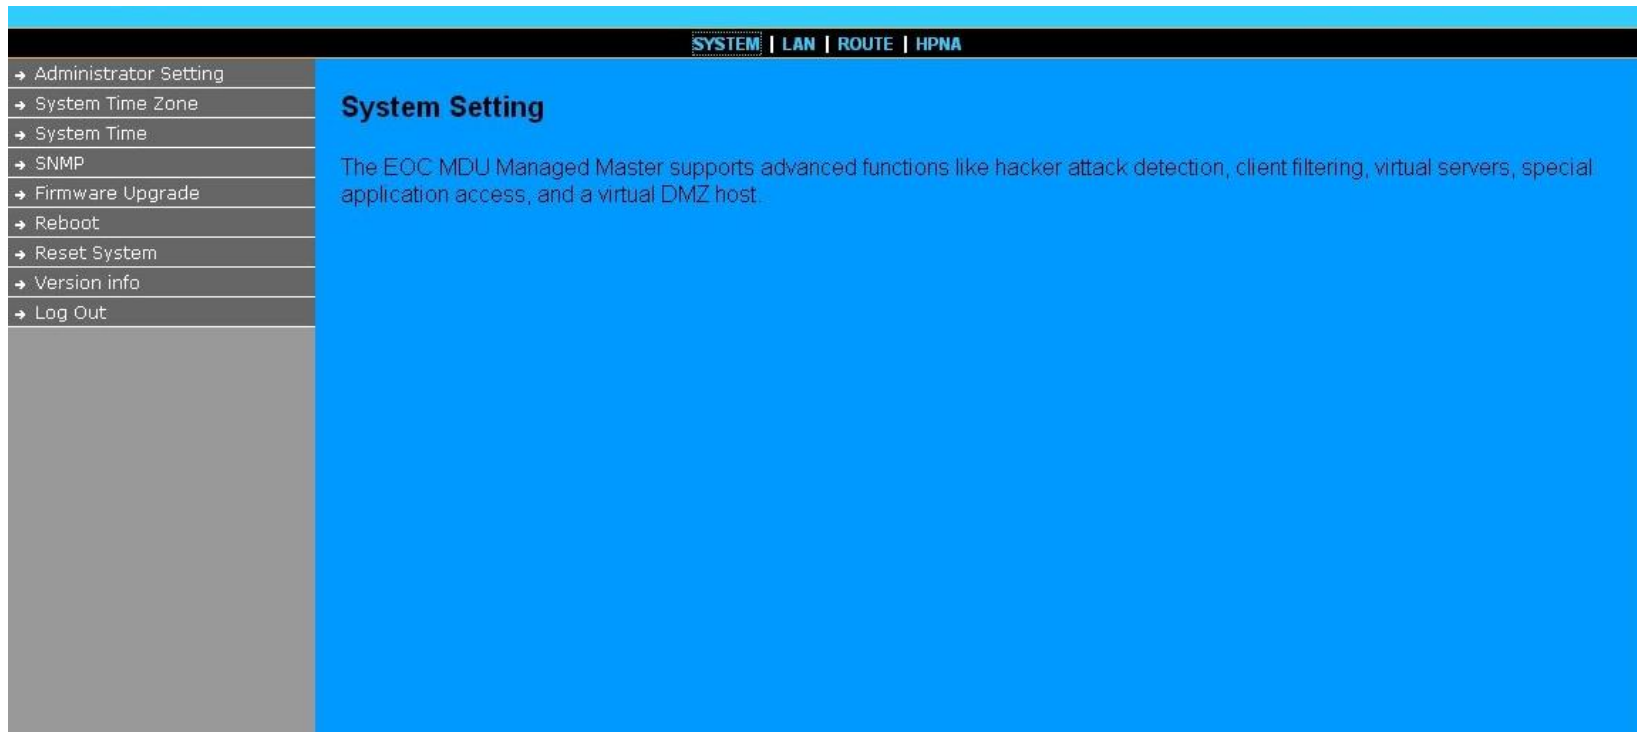 SYSTEM | LAN | ROUTE | HPNA
→ Administrator Setting
→ System Time Zone
→ System Time
→ SNMP
→ Firmware Upgrade
→ Reboot
→ Reset System
→ Version info
→ Log Out
System Setting
The EOC MDU Managed Master supports advanced functions like hacker attack detection, client filtering, virtual servers, special
application access, and a virtual DMZ host.